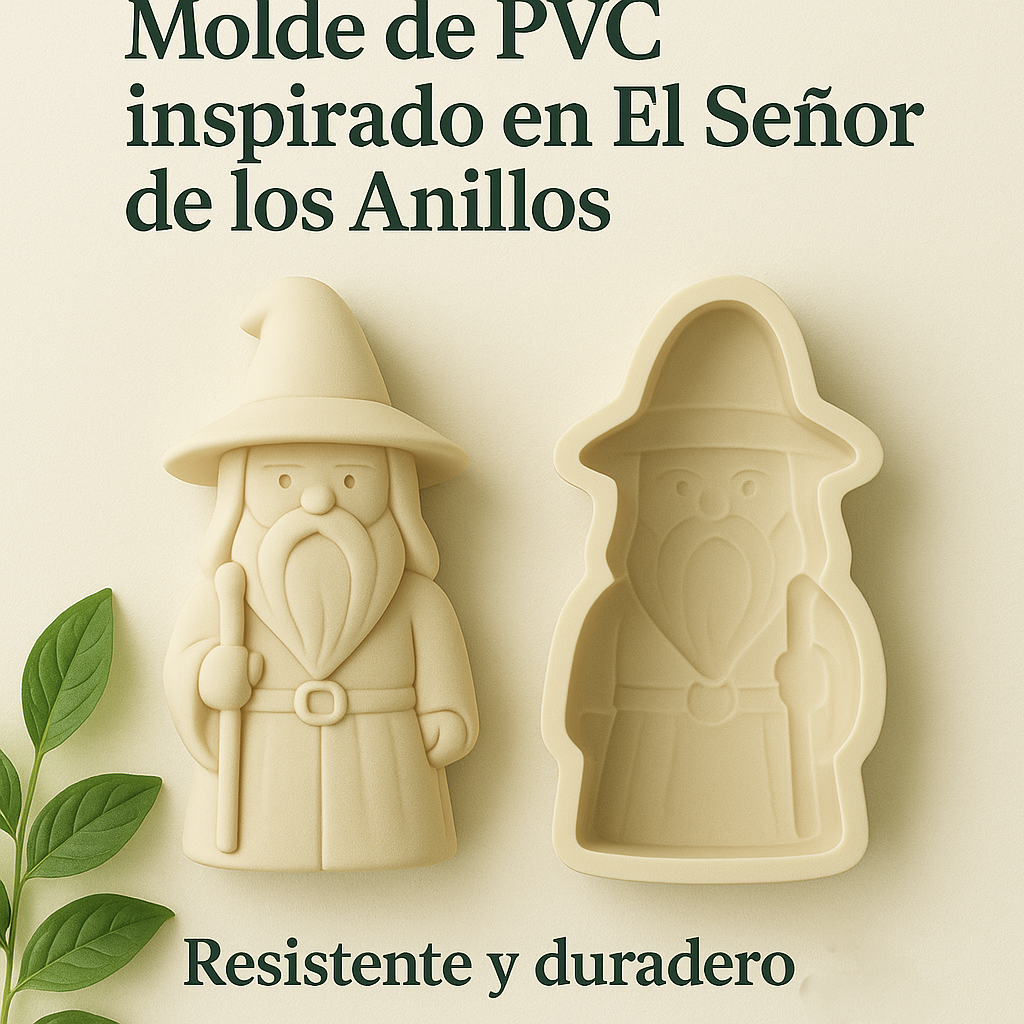 Molde de PVC
inspirado en El Señor
de los Anillos
Resistente y duradero